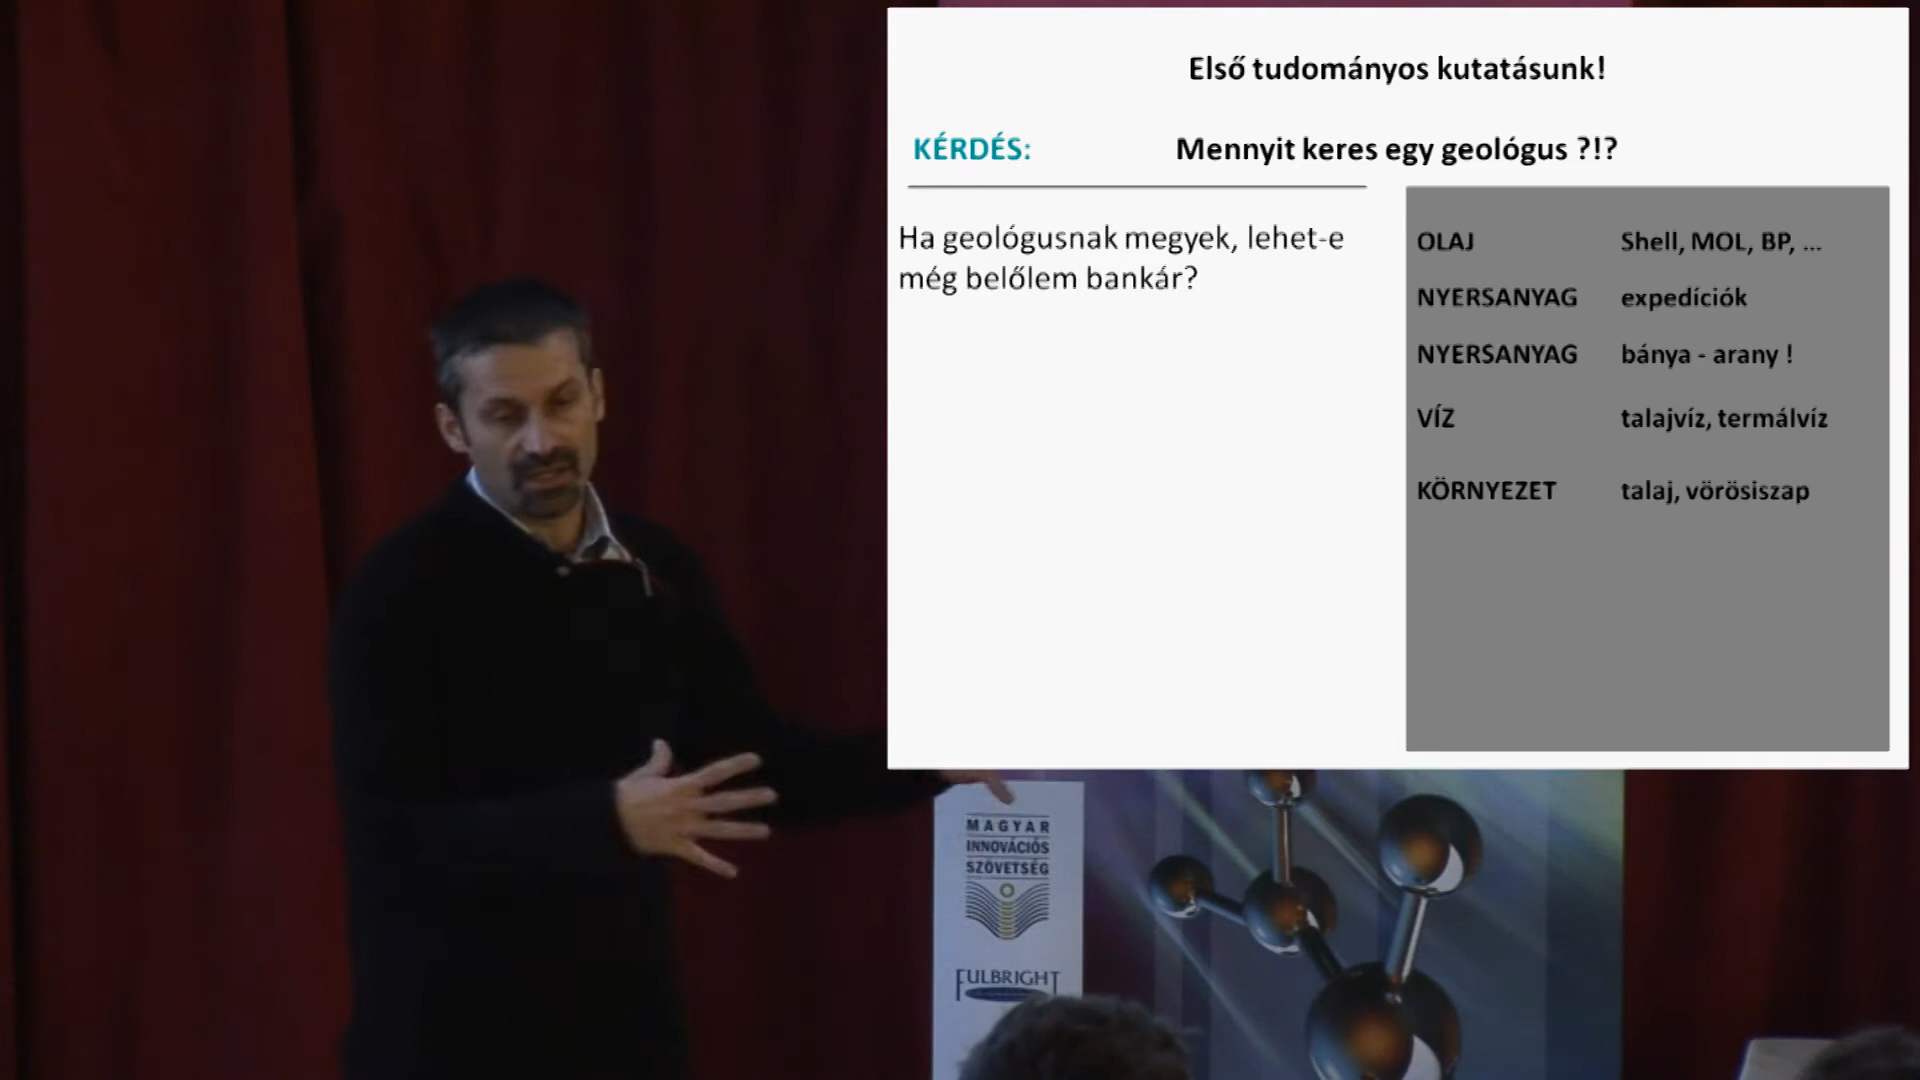 Első tudományos kutatásunk!
KÉRDÉS: Mennyit keres egy geológus ?!?
Ha geológusnak megyek, lehet-e
még belőlem bankár?
OLAJ Shell, MOL, BP, ...
NYERSANYAG expedíciók
NYERSANYAG bánya - arany !
VÍZ talajvíz, termálvíz
KÖRNYEZET talaj, vörösiszap
MAGYAR
INNOVÁCIÓS
SZÖVETSÉG
FULBRIGHT